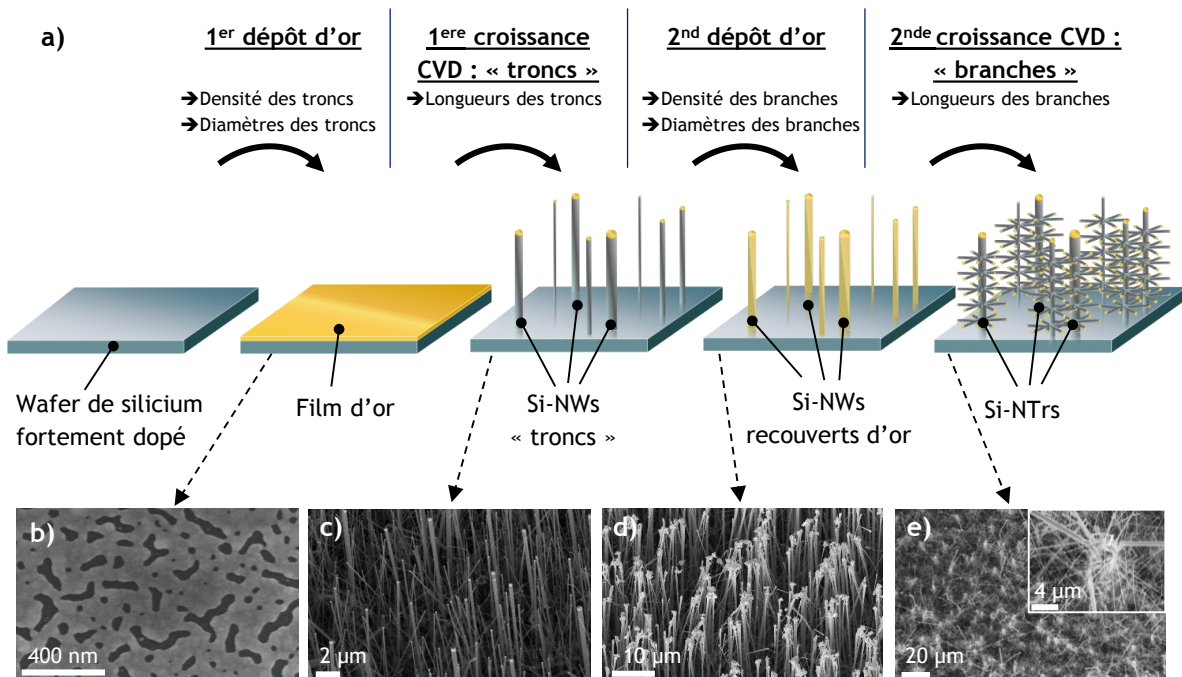 a)
1er dépôt d’or
➔Densité des troncs
➔Diamètres des troncs
1ere croissance
CVD : « troncs »
➔Longueurs des troncs
2nd dépôt d’or
➔Densité des branches
➔Diamètres des branches
2nde croissance CVD :
« branches »
➔Longueurs des branches
Wafer de silicium
fortement dopé
Film d’or
Si-NWs
« troncs »
Si-NWs
recouverts d’or
Si-NTrs
b)
400 nm
c)
2 µm
d)
10 µm
e)
20 µm
4 µm